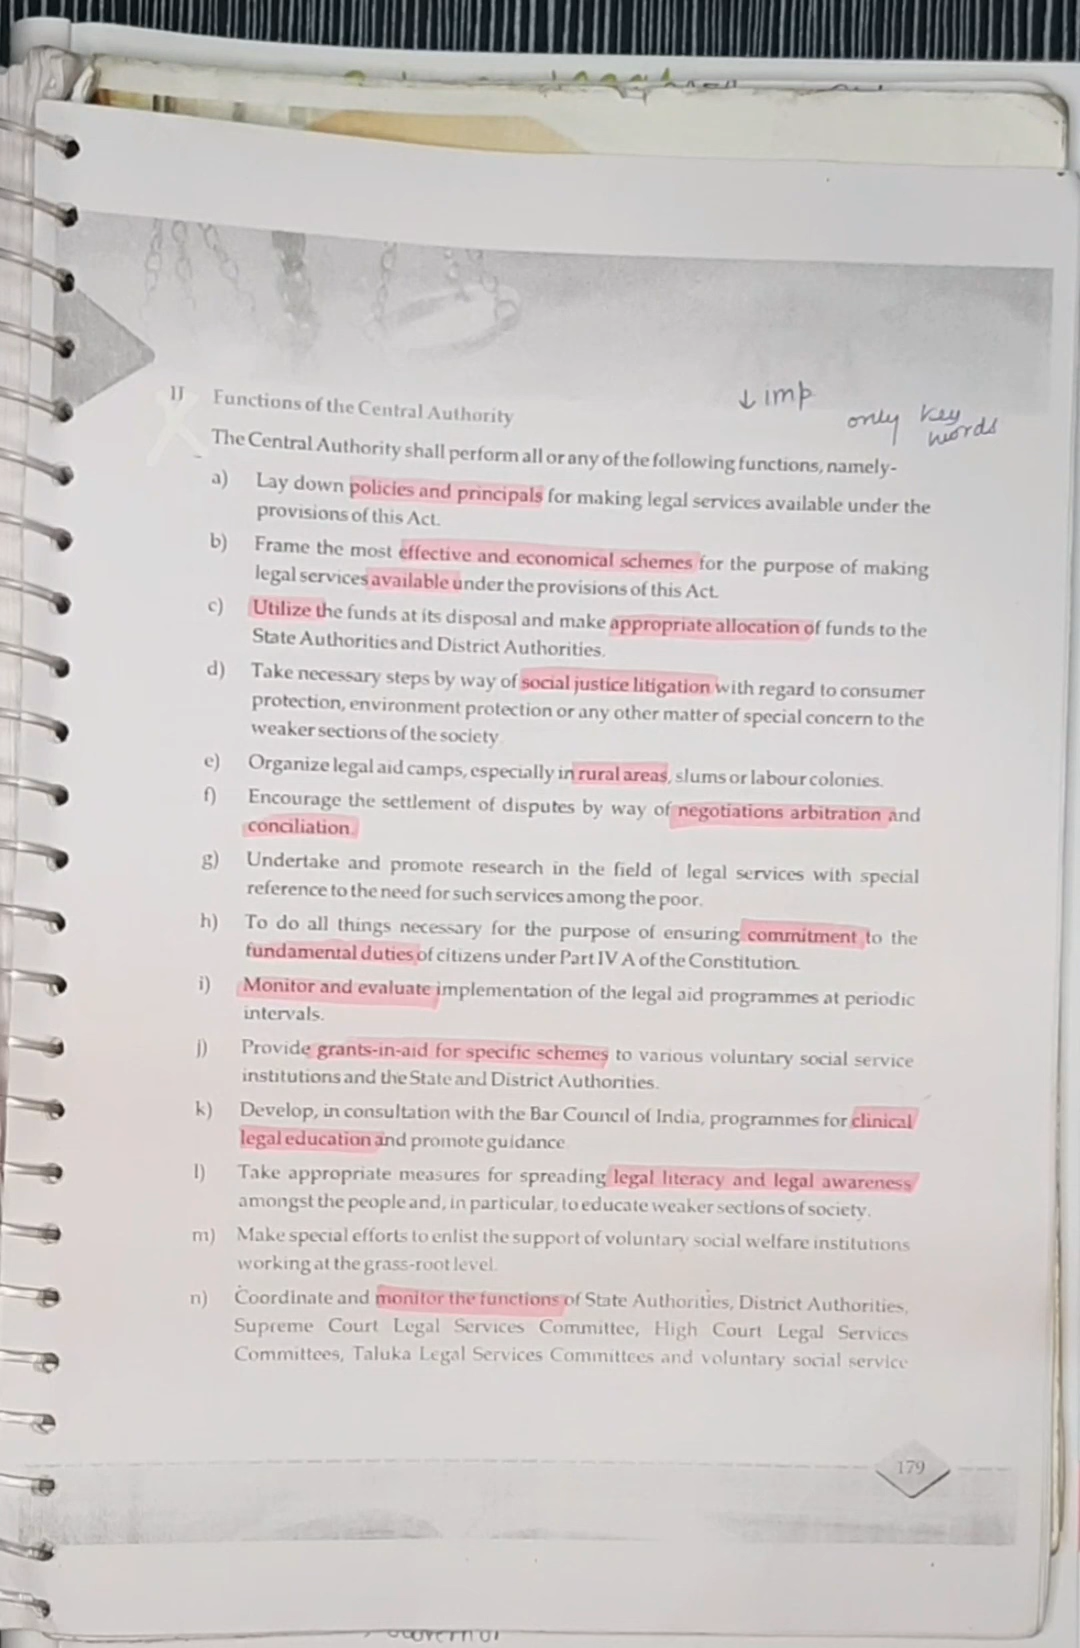 ↓ imp
only key words
1J Functions of the Central Authority
The Central Authority shall perform all or any of the following functions, namely-
a) Lay down policies and principals for making legal services available under the
provisions of this Act.
b) Frame the most effective and economical schemes for the purpose of making
legal services available under the provisions of this Act.
c) Utilize the funds at its disposal and make appropriate allocation of funds to the
State Authorities and District Authorities.
d) Take necessary steps by way of social justice litigation with regard to consumer
protection, environment protection or any other matter of special concern to the
weaker sections of the society
e) Organize legal aid camps, especially in rural areas, slums or labour colonies.
f) Encourage the settlement of disputes by way of negotiations arbitration and
conciliation.
g) Undertake and promote research in the field of legal services with special
reference to the need for such services among the poor.
h) To do all things necessary for the purpose of ensuring commitment to the
fundamental duties of citizens under Part IV A of the Constitution.
i) Monitor and evaluate implementation of the legal aid programmes at periodic
intervals.
j) Provide grants-in-aid for specific schemes to various voluntary social service
institutions and the State and District Authorities.
k) Develop, in consultation with the Bar Council of India, programmes for clinical
legal education and promote guidance
l) Take appropriate measures for spreading legal literacy and legal awareness
amongst the people and, in particular, to educate weaker sections of society.
m) Make special efforts to enlist the support of voluntary social welfare institutions
working at the grass-root level.
n) Coordinate and monitor the functions of State Authorities, District Authorities,
Supreme Court Legal Services Committee, High Court Legal Services
Committees, Taluka Legal Services Committees and voluntary social service
179